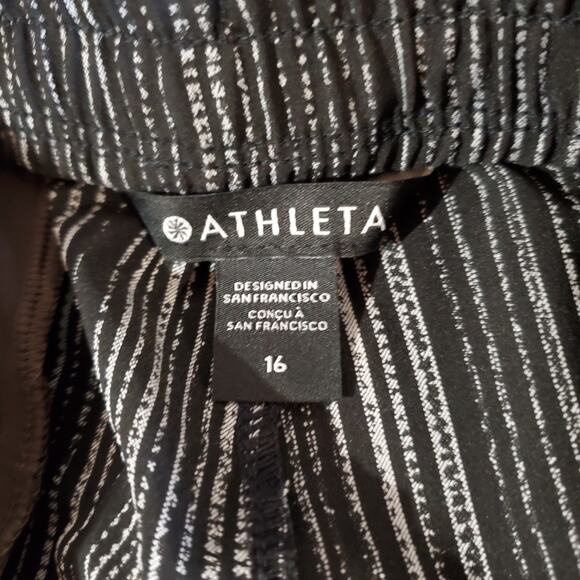 ATHLETA
DESIGNED IN
SAN FRANCISCO
CONÇU À
SAN FRANCISCO
16